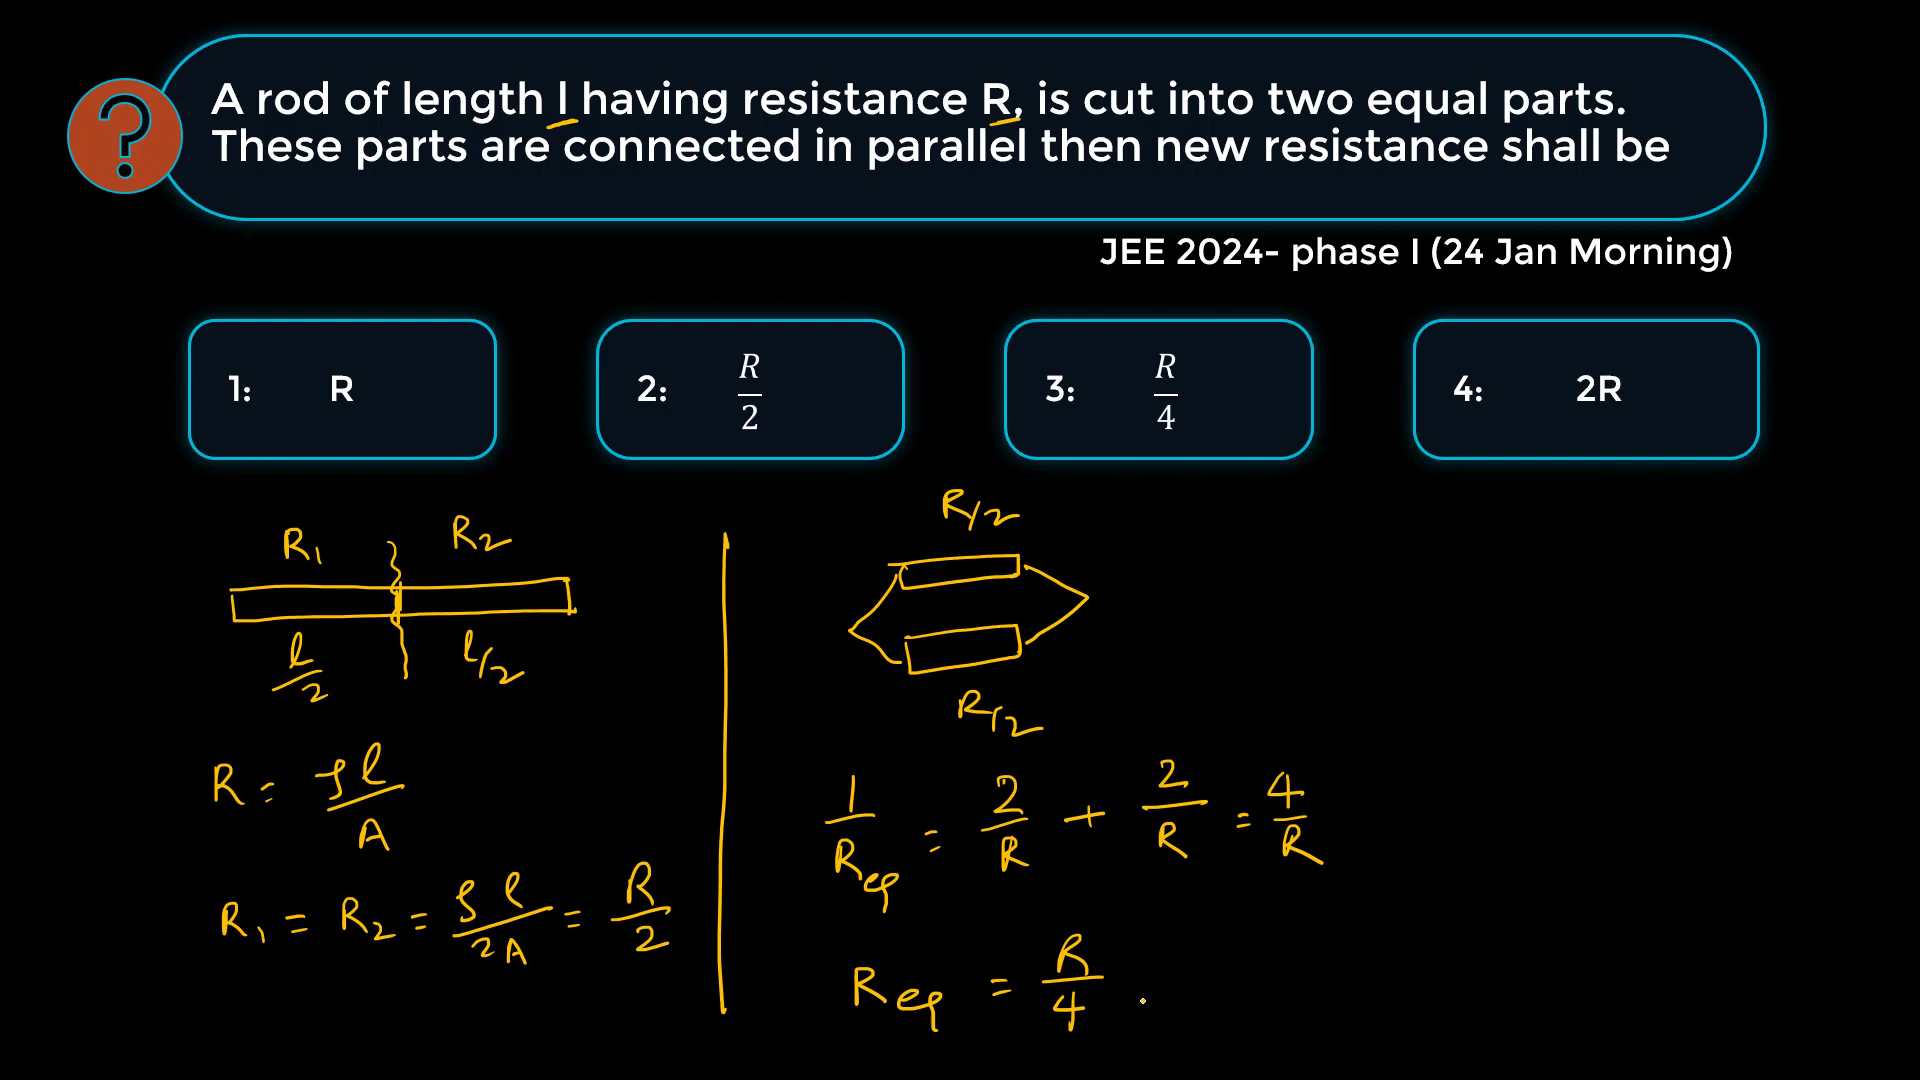 ?
A rod of length l having resistance R, is cut into two equal parts.
These parts are connected in parallel then new resistance shall be
JEE 2024- phase I (24 Jan Morning)
1: R
2: R/2
3: R/4
4: 2R
R₁ R₂
l/2 l/2
R = ρl/A
R₁ = R₂ = ρl/2A = R/2
R/2
R/2
1/Req = 2/R + 2/R = 4/R
Req = R/4